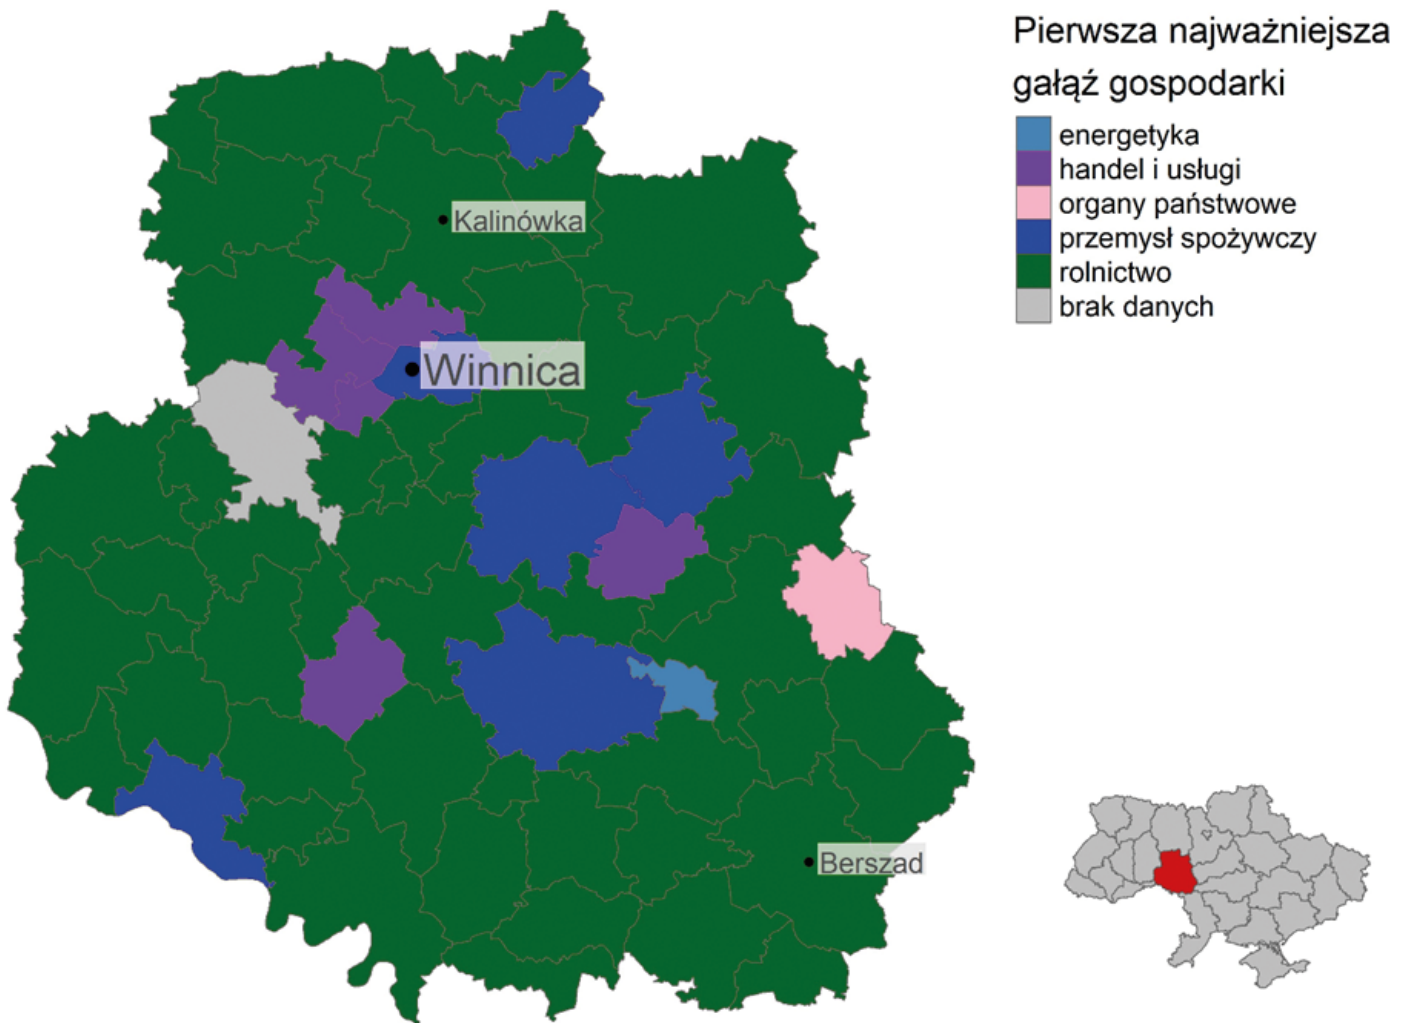 Pierwsza najważniejsza
gałąź gospodarki
energetyka
handel i usługi
organy państwowe
przemysł spożywczy
rolnictwo
brak danych
Kalinówka
Winnica
Berszad